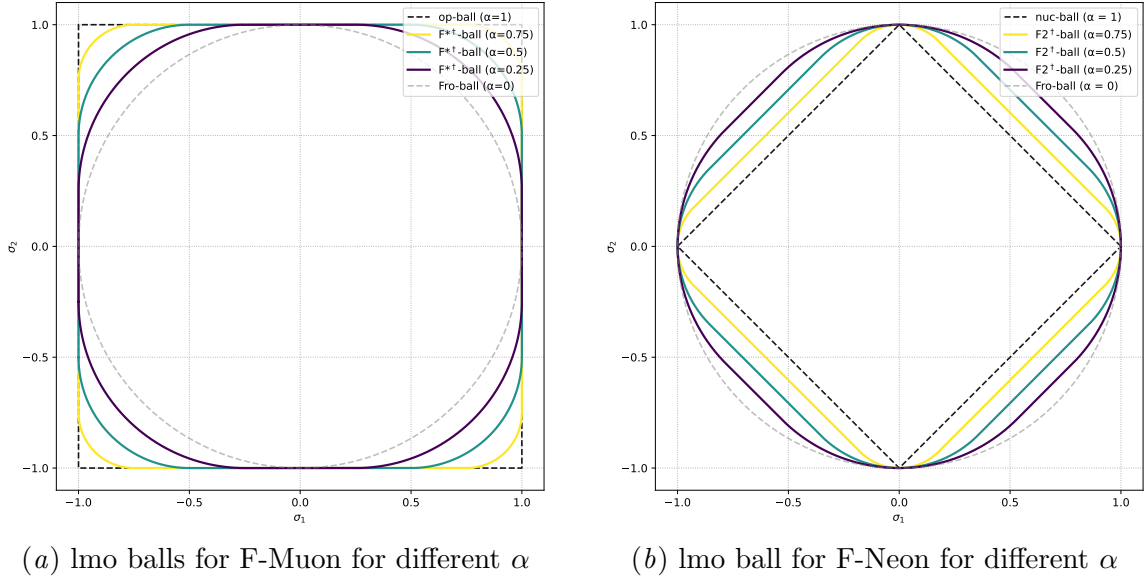 1.0
0.5
0.0
−0.5
−1.0
σ₂
−1.0 −0.5 0.0 0.5 1.0
σ₁
op-ball (α=1)
F*†-ball (α=0.75)
F*†-ball (α=0.5)
F*†-ball (α=0.25)
Fro-ball (α=0)
1.0
0.5
0.0
−0.5
−1.0
σ₂
−1.0 −0.5 0.0 0.5 1.0
σ₁
nuc-ball (α = 1)
F2†-ball (α=0.75)
F2†-ball (α=0.5)
F2†-ball (α=0.25)
Fro-ball (α = 0)
(a) lmo balls for F-Muon for different α
(b) lmo ball for F-Neon for different α